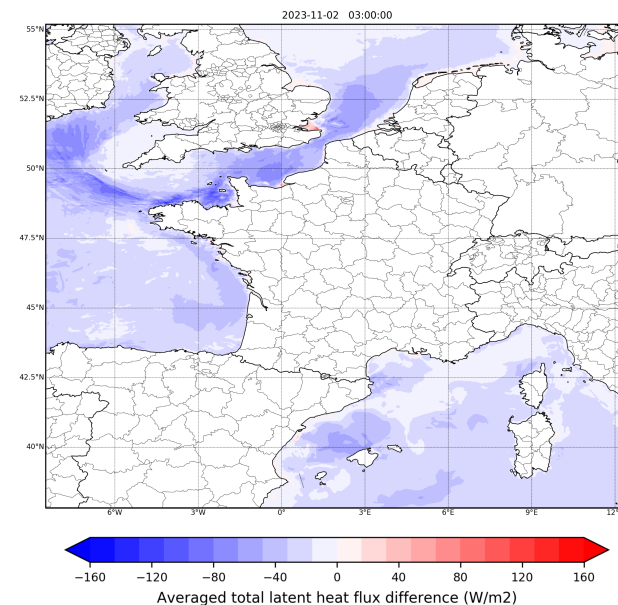 2023-11-02 03:00:00
55°N
52.5°N
50°N
47.5°N
45°N
42.5°N
40°N
6°W 3°W 0° 3°E 6°E 9°E
−160 −120 −80 −40 0 40 80 120 160
Averaged total latent heat flux difference (W/m2)